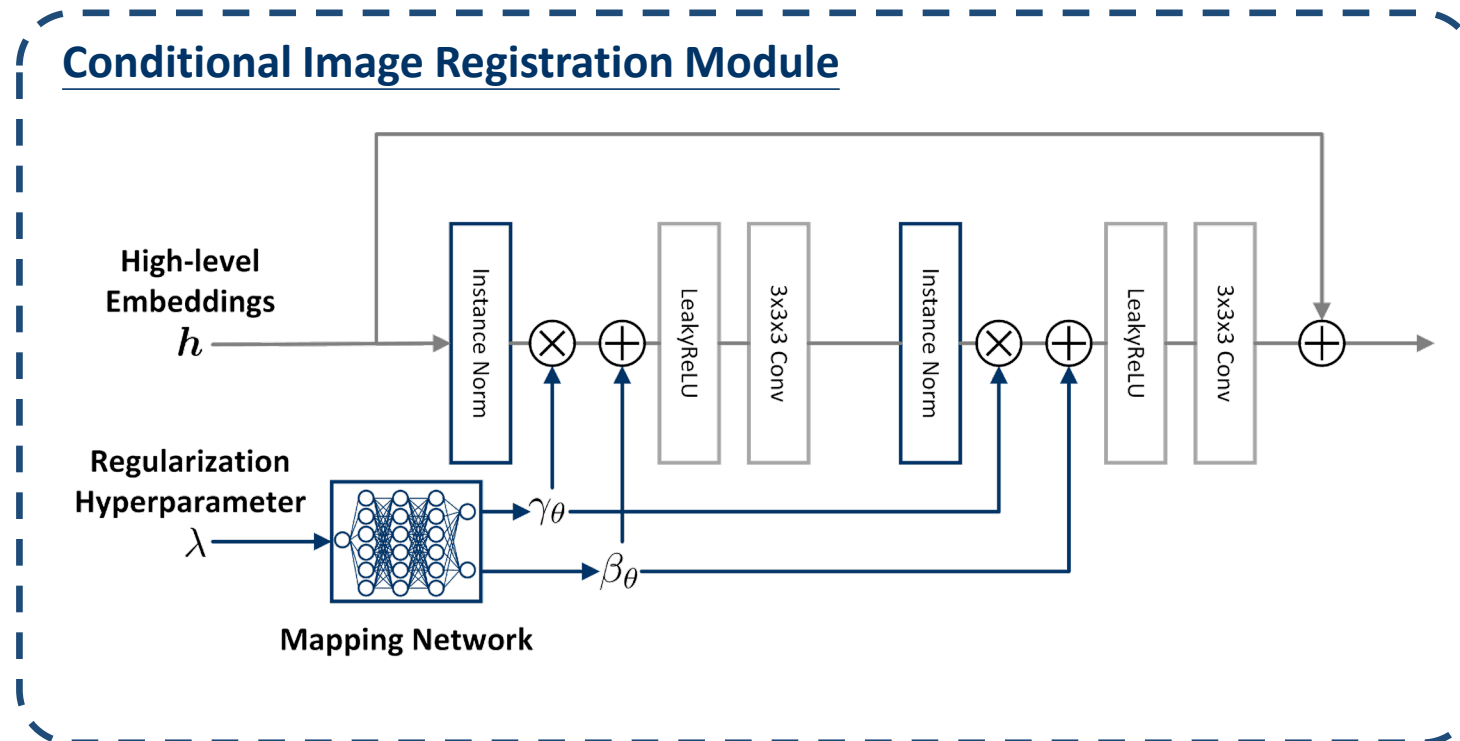 Conditional Image Registration Module
High-level
Embeddings
h
Instance Norm
LeakyReLU
3x3x3 Conv
Instance Norm
LeakyReLU
3x3x3 Conv
Regularization
Hyperparameter
λ
γθ
βθ
Mapping Network